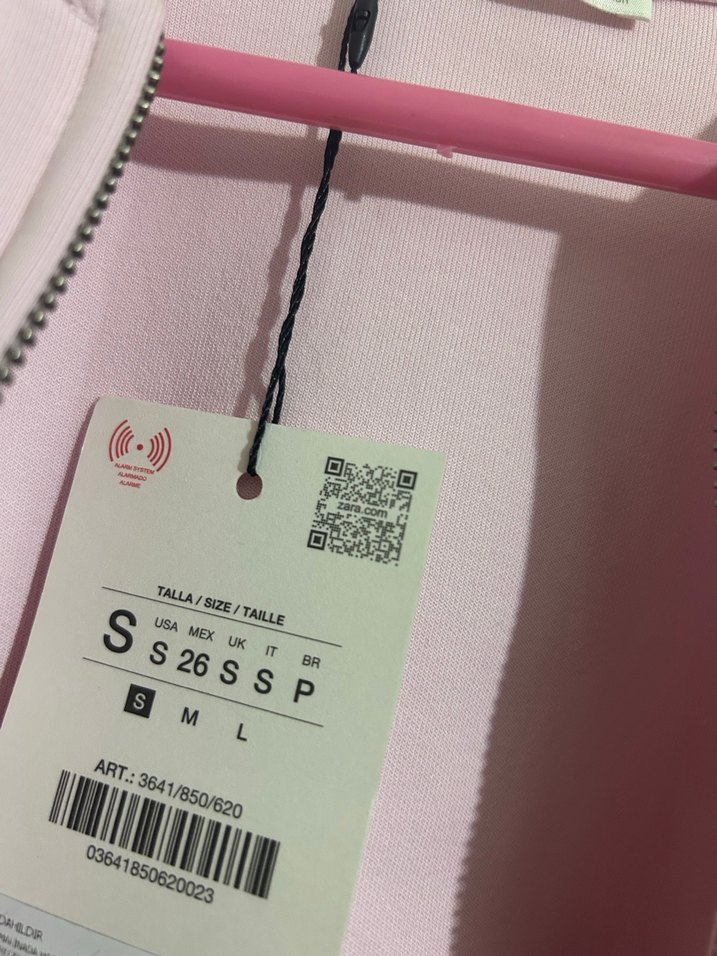 ALARM SYSTEM
ALARMADO
ALARME
zara.com
TALLA / SIZE / TAILLE
USA MEX UK IT BR
S S 26 S S P
S M L
ART.: 3641/850/620
03641850620023
DAHILDIR